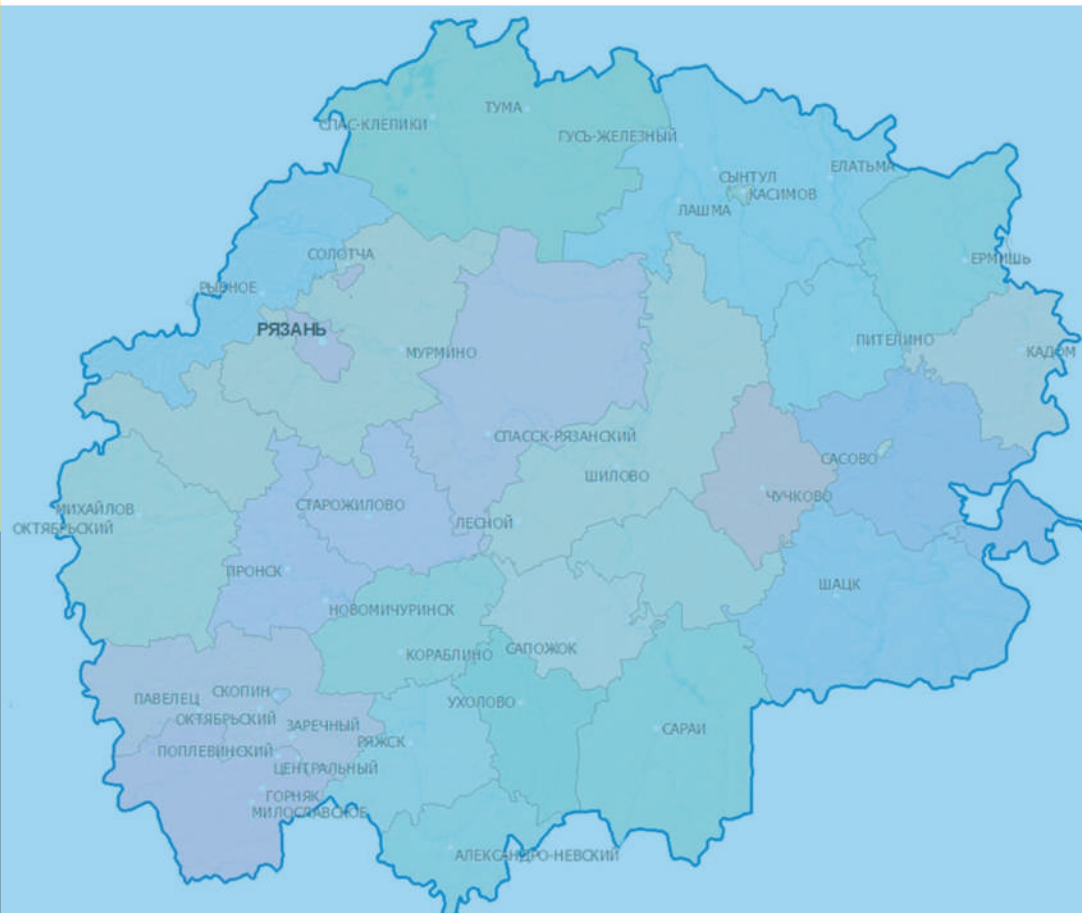 ТУМА
СПАС-КЛЕПИКИ
ГУСЬ-ЖЕЛЕЗНЫЙ
СЫНТУЛ
ЕЛАТЬМА
КАСИМОВ
ЛАШМА
СОЛОТЧА
ЕРМИШЬ
РЫБНОЕ
РЯЗАНЬ
ПИТЕЛИНО
МУРМИНО
КАДОМ
СПАССК-РЯЗАНСКИЙ
САСОВО
ШИЛОВО
ЧУЧКОВО
СТАРОЖИЛОВО
МИХАЙЛОВ
ЛЕСНОЙ
ОКТЯБРЬСКИЙ
ПРОНСК
ШАЦК
НОВОМИЧУРИНСК
САПОЖОК
КОРАБЛИНО
СКОПИН
ПАВЕЛЕЦ
УХОЛОВО
ОКТЯБРЬСКИЙ
ЗАРЕЧНЫЙ
САРАИ
РЯЖСК
ПОПЛЕВИНСКИЙ
ЦЕНТРАЛЬНЫЙ
ГОРНЯК
МИЛОСЛАВСКОЕ
АЛЕКСАНДРО-НЕВСКИЙ